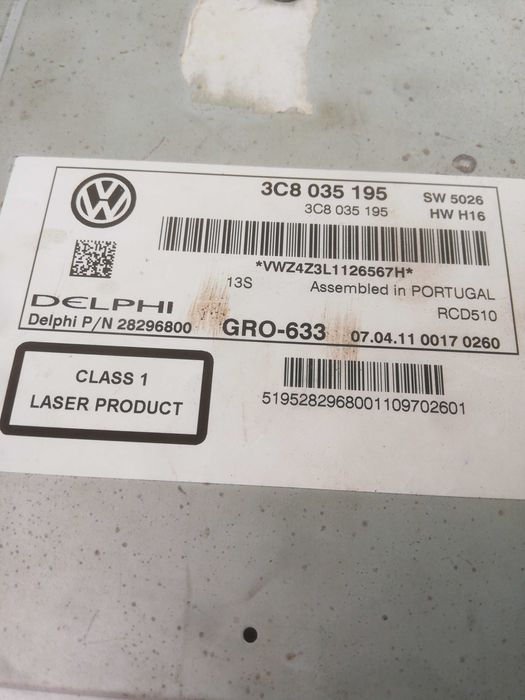 3C8 035 195 SW 5026
3C8 035 195 HW H16
*VWZ4Z3L1126567H*
13S Assembled in PORTUGAL
DELPHI RCD510
Delphi P/N 28296800 GRO-633 07.04.11 0017 0260
CLASS 1
LASER PRODUCT
5195282968001109702601